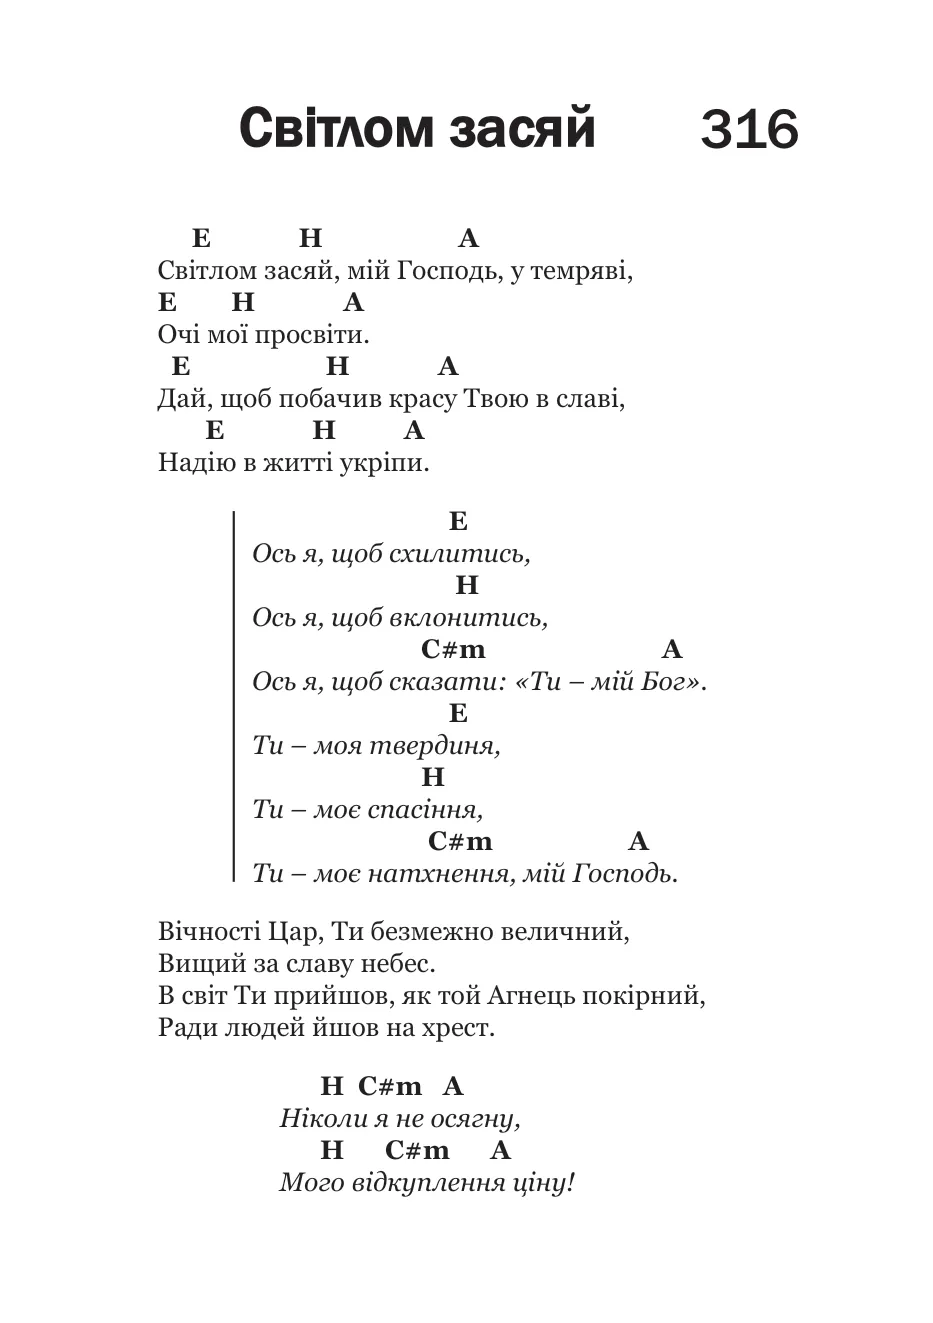 Світлом засяй 316
E H A
Світлом засяй, мій Господь, у темряві,
E H A
Очі мої просвіти.
E H A
Дай, щоб побачив красу Твою в славі,
E H A
Надію в житті укріпи.
E
Ось я, щоб схилитись,
H
Ось я, щоб вклонитись,
C#m A
Ось я, щоб сказати: «Ти – мій Бог».
E
Ти – моя твердиня,
H
Ти – моє спасіння,
C#m A
Ти – моє натхнення, мій Господь.
Вічності Цар, Ти безмежно величний,
Вищий за славу небес.
В світ Ти прийшов, як той Агнець покірний,
Ради людей йшов на хрест.
H C#m A
Ніколи я не осягну,
H C#m A
Мого відкуплення ціну!